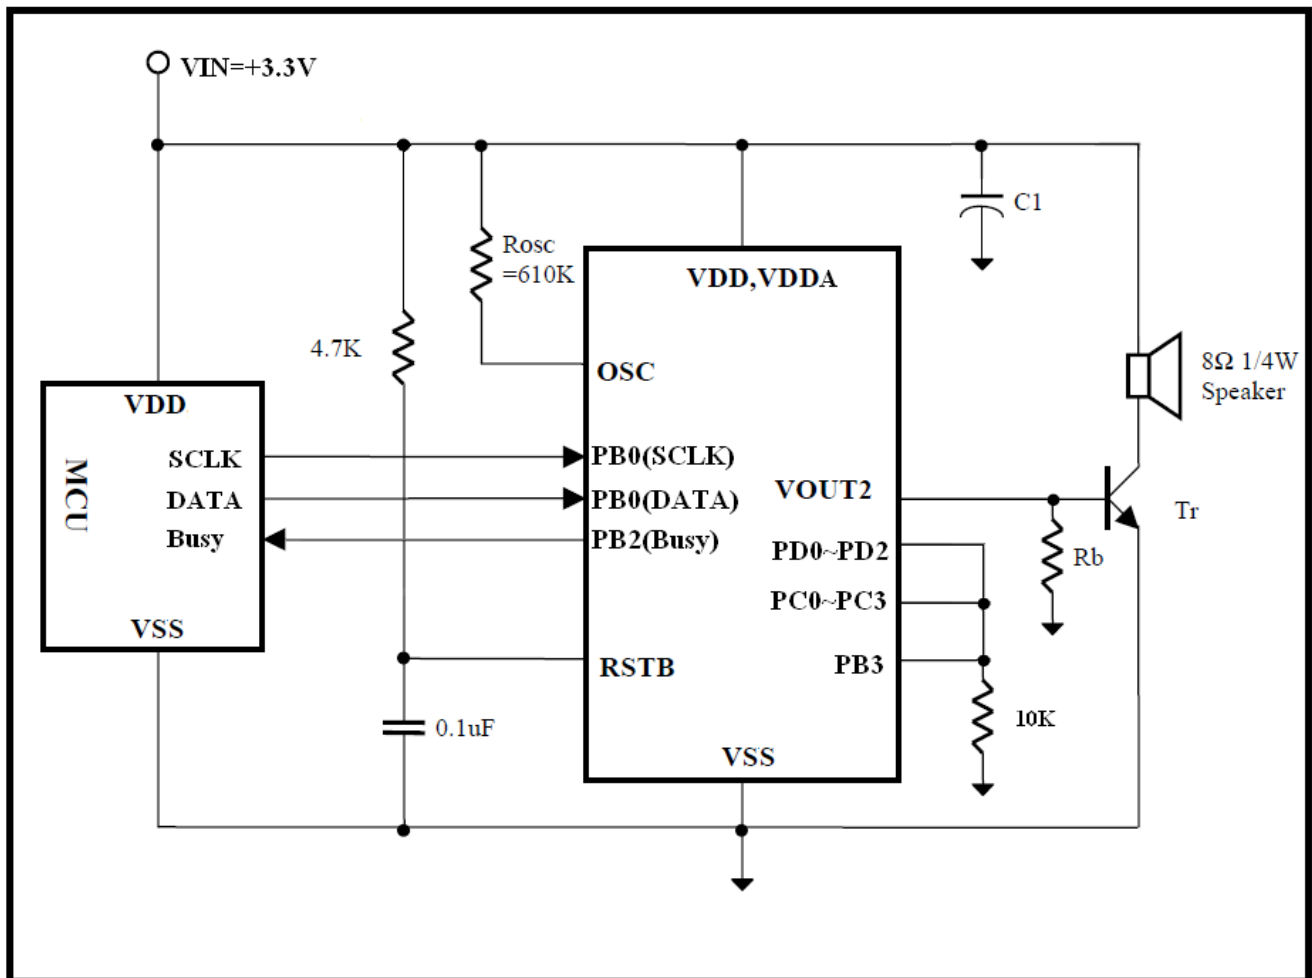 VIN=+3.3V
C1
Rosc
=610K
VDD,VDDA
4.7K
OSC
8Ω 1/4W
Speaker
VDD
MCU
SCLK
PB0(SCLK)
DATA
PB0(DATA)
VOUT2
Tr
Busy
PB2(Busy)
PD0~PD2
Rb
PC0~PC3
VSS
RSTB
PB3
0.1uF
10K
VSS